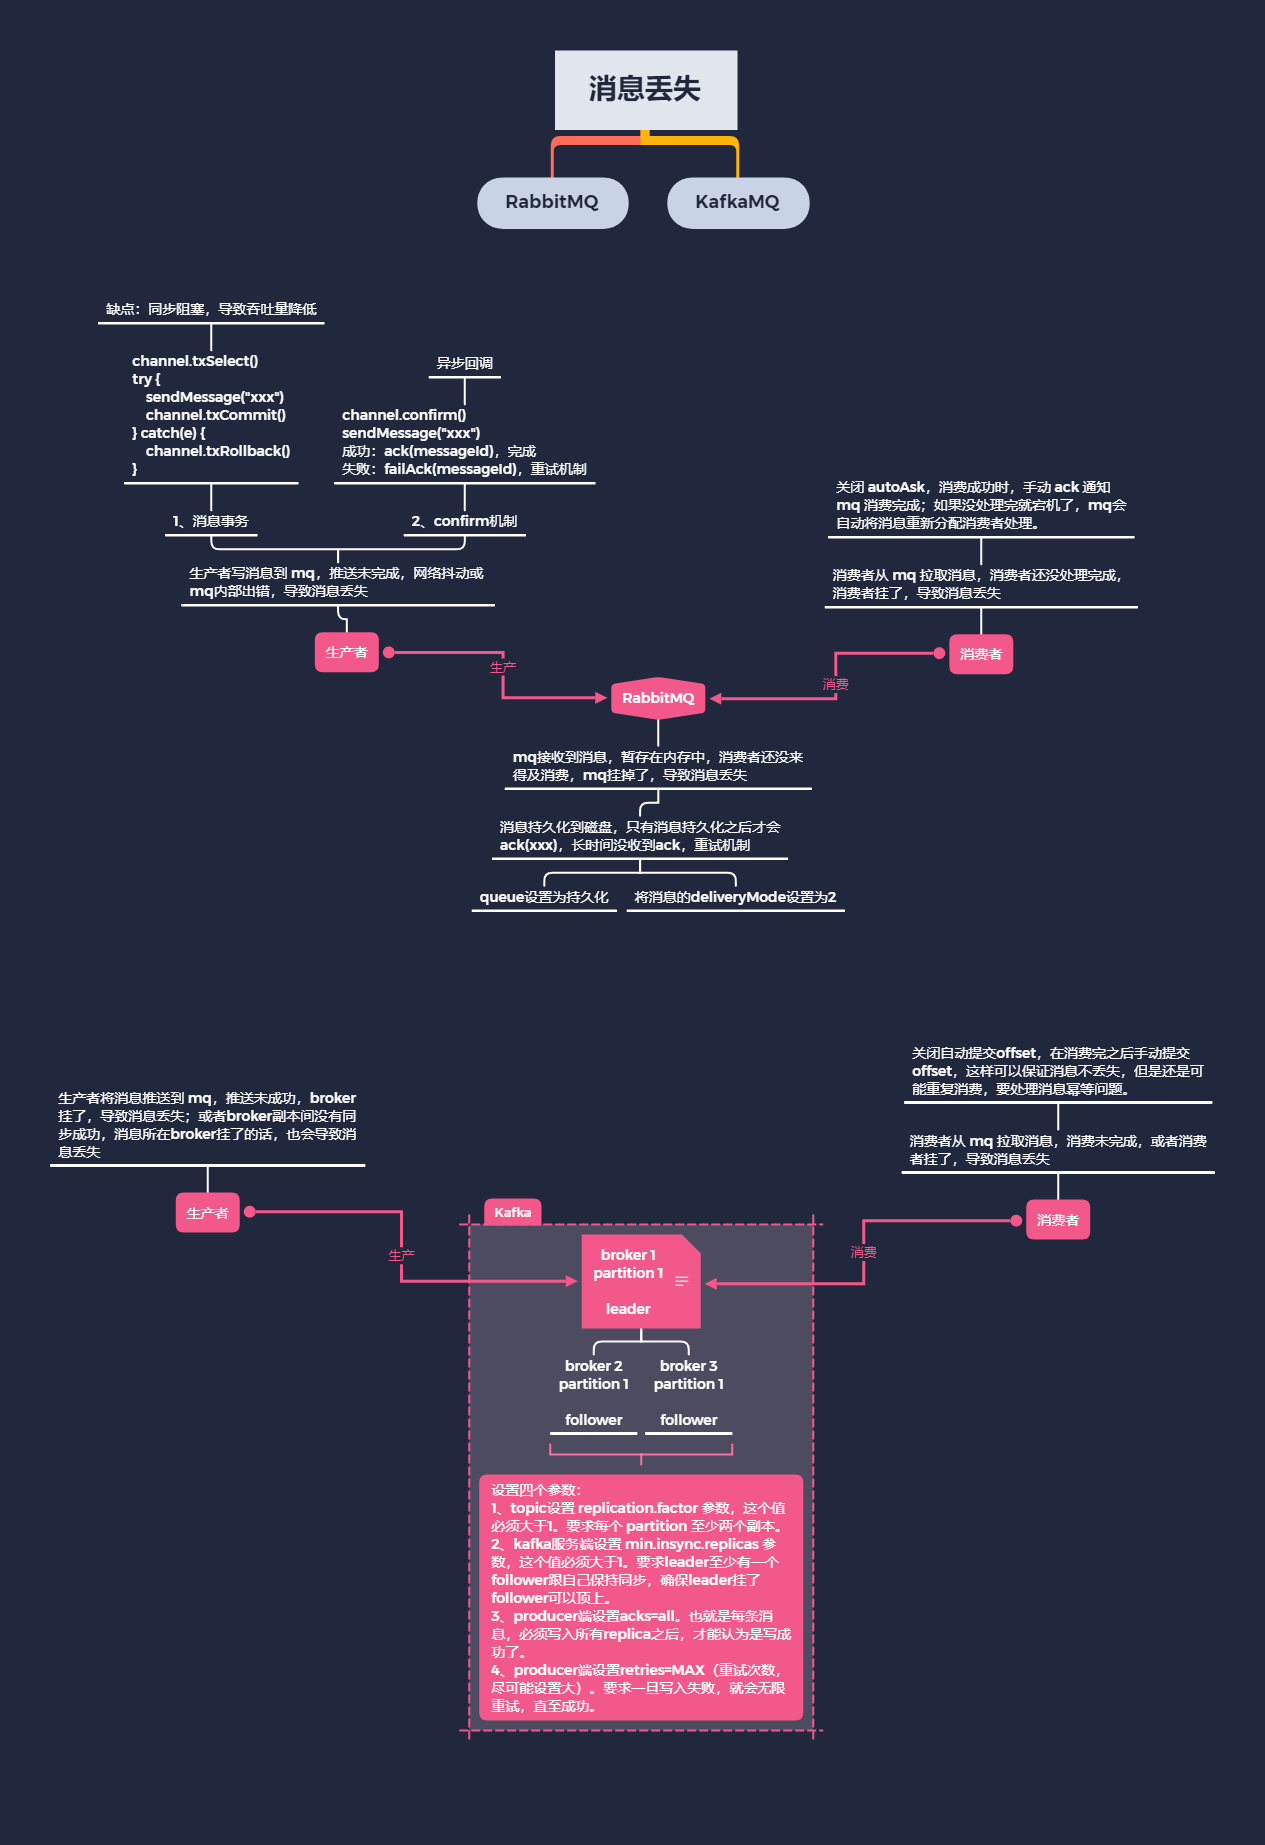 消息丢失
RabbitMQ
KafkaMQ
缺点：同步阻塞，导致吞吐量降低
channel.txSelect()
try {
sendMessage("xxx")
channel.txCommit()
} catch(e) {
channel.txRollback()
}
1、消息事务
异步回调
channel.confirm()
sendMessage("xxx")
成功：ack(messageId)，完成
失败：failAck(messageId)，重试机制
2、confirm机制
生产者写消息到 mq，推送未完成，网络抖动或
mq内部出错，导致消息丢失
生产者
生产
关闭 autoAsk，消费成功时，手动 ack 通知
mq 消费完成；如果没处理完就宕机了，mq会
自动将消息重新分配消费者处理。
消费者从 mq 拉取消息，消费者还没处理完成，
消费者挂了，导致消息丢失
消费者
消费
RabbitMQ
mq接收到消息，暂存在内存中，消费者还没来
得及消费，mq挂掉了，导致消息丢失
消息持久化到磁盘，只有消息持久化之后才会
ack(xxx)，长时间没收到ack，重试机制
queue设置为持久化
将消息的deliveryMode设置为2
生产者将消息推送到 mq，推送未成功，broker
挂了，导致消息丢失；或者broker副本间没有同
步成功，消息所在broker挂了的话，也会导致消
息丢失
生产者
生产
关闭自动提交offset，在消费完之后手动提交
offset，这样可以保证消息不丢失，但是还是可
能重复消费，要处理消息幂等问题。
消费者从 mq 拉取消息，消费未完成，或者消费
者挂了，导致消息丢失
消费者
消费
Kafka
broker 1
partition 1
leader
broker 2
partition 1
follower
broker 3
partition 1
follower
设置四个参数：
1、topic设置 replication.factor 参数，这个值
必须大于1。要求每个 partition 至少两个副本。
2、kafka服务端设置 min.insync.replicas 参
数，这个值必须大于1。要求leader至少有一个
follower跟自己保持同步，确保leader挂了
follower可以顶上。
3、producer端设置acks=all。也就是每条消
息，必须写入所有replica之后，才能认为是写成
功了。
4、producer端设置retries=MAX（重试次数，
尽可能设置大）。要求一旦写入失败，就会无限
重试，直至成功。